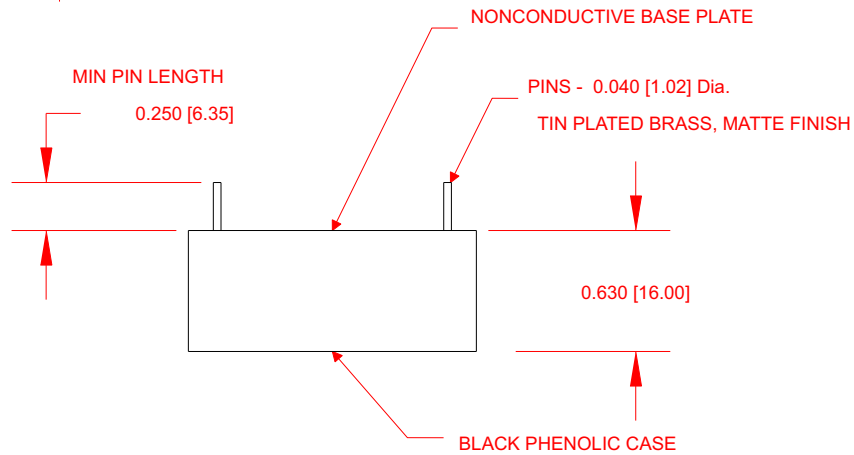 NONCONDUCTIVE BASE PLATE
MIN PIN LENGTH
0.250 [6.35]
PINS - 0.040 [1.02] Dia.
TIN PLATED BRASS, MATTE FINISH
0.630 [16.00]
BLACK PHENOLIC CASE